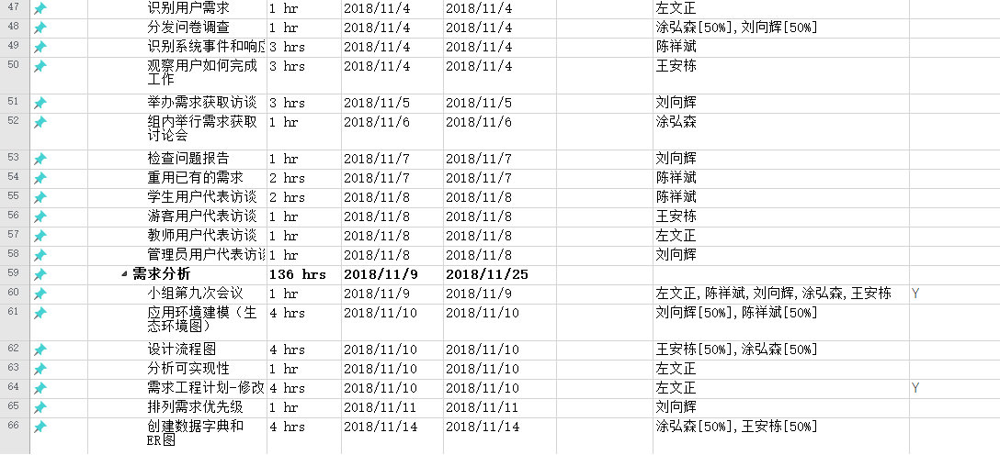 47 识别用户需求 1 hr 2018/11/4 2018/11/4 左文正
48 分发问卷调查 1 hr 2018/11/4 2018/11/4 涂弘森[50%],刘向辉[50%]
49 识别系统事件和响应 3 hrs 2018/11/4 2018/11/4 陈祥斌
50 观察用户如何完成 3 hrs 2018/11/4 2018/11/4 王安栋
工作
51 举办需求获取访谈 3 hrs 2018/11/5 2018/11/5 刘向辉
52 组内举行需求获取 1 hr 2018/11/6 2018/11/6 涂弘森
讨论会
53 检查问题报告 1 hr 2018/11/7 2018/11/7 刘向辉
54 重用已有的需求 2 hrs 2018/11/7 2018/11/7 陈祥斌
55 学生用户代表访谈 2 hrs 2018/11/8 2018/11/8 陈祥斌
56 游客用户代表访谈 1 hr 2018/11/8 2018/11/8 王安栋
57 教师用户代表访谈 1 hr 2018/11/8 2018/11/8 左文正
58 管理员用户代表访谈 1 hr 2018/11/8 2018/11/8 刘向辉
59 需求分析 136 hrs 2018/11/9 2018/11/25
60 小组第九次会议 1 hr 2018/11/9 2018/11/9 左文正,陈祥斌,刘向辉,涂弘森,王安栋 Y
61 应用环境建模（生 4 hrs 2018/11/10 2018/11/10 刘向辉[50%],陈祥斌[50%]
态环境图）
62 设计流程图 4 hrs 2018/11/10 2018/11/10 王安栋[50%],涂弘森[50%]
63 分析可实现性 1 hr 2018/11/10 2018/11/10 左文正
64 需求工程计划-修改 4 hrs 2018/11/10 2018/11/10 左文正 Y
65 排列需求优先级 1 hr 2018/11/11 2018/11/11 刘向辉
66 创建数据字典和 4 hrs 2018/11/14 2018/11/14 涂弘森[50%],王安栋[50%]
ER图